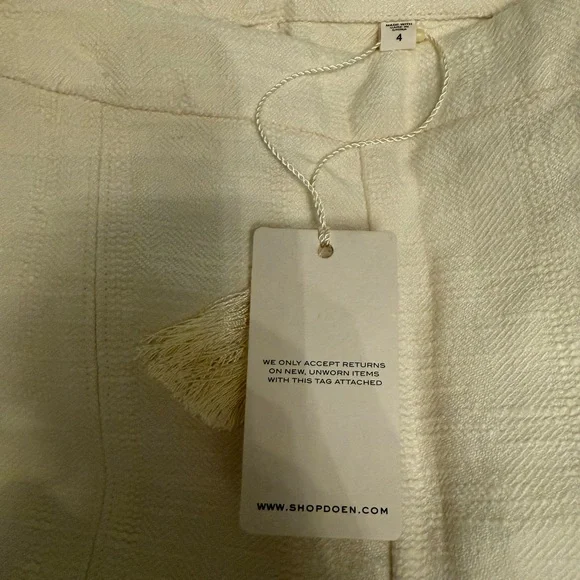 4
WE ONLY ACCEPT RETURNS
ON NEW, UNWORN ITEMS
WITH THIS TAG ATTACHED
WWW.SHOPDOEN.COM